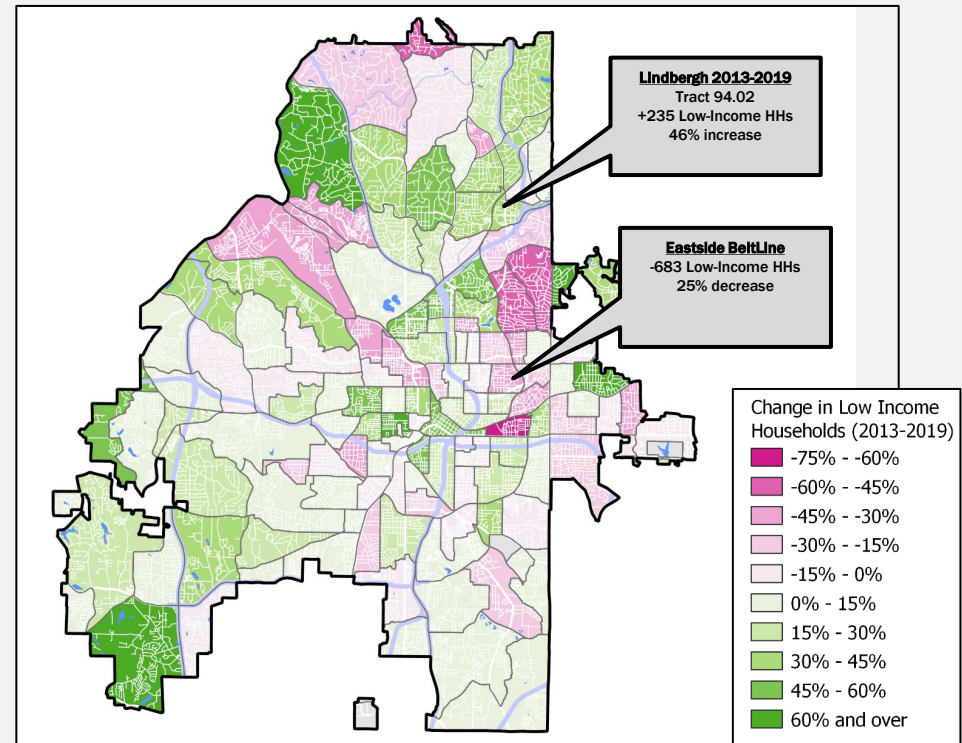 Lindbergh 2013-2019
Tract 94.02
+235 Low-Income HHs
46% increase
Eastside BeltLine
-683 Low-Income HHs
25% decrease
Change in Low Income
Households (2013-2019)
-75% - -60%
-60% - -45%
-45% - -30%
-30% - -15%
-15% - 0%
0% - 15%
15% - 30%
30% - 45%
45% - 60%
60% and over